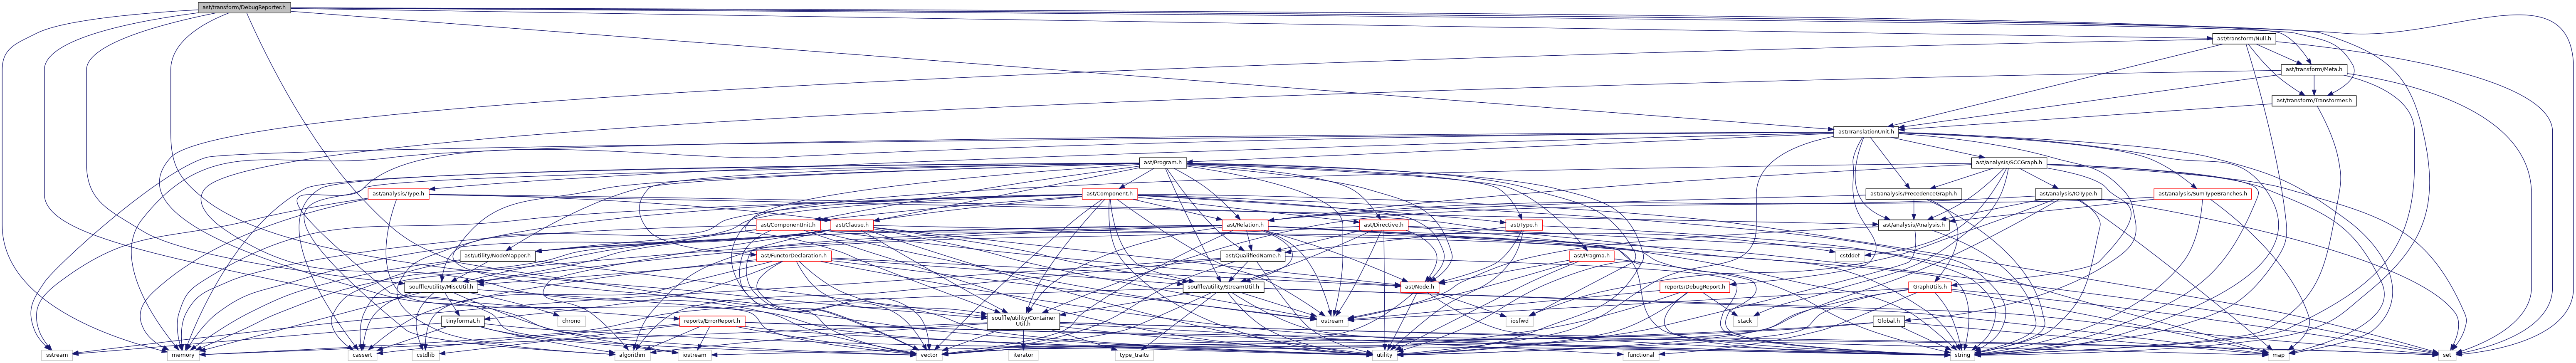 ast/transform/DebugReporter.h
ast/transform/Null.h
ast/transform/Meta.h
ast/transform/Transformer.h
ast/TranslationUnit.h
ast/Program.h
ast/analysis/SCCGraph.h
ast/analysis/Type.h
ast/Component.h
ast/analysis/PrecedenceGraph.h
ast/analysis/IOType.h
ast/analysis/SumTypeBranches.h
ast/ComponentInit.h
ast/Clause.h
ast/Relation.h
ast/Directive.h
ast/Type.h
ast/analysis/Analysis.h
ast/utility/NodeMapper.h
ast/FunctorDeclaration.h
ast/QualifiedName.h
ast/Pragma.h
cstddef
souffle/utility/MiscUtil.h
souffle/utility/StreamUtil.h
ast/Node.h
reports/DebugReport.h
GraphUtils.h
tinyformat.h
chrono
reports/ErrorReport.h
souffle/utility/Container
Util.h
ostream
iosfwd
stack
Global.h
sstream
memory
cassert
cstdlib
algorithm
iostream
vector
iterator
type_traits
utility
functional
string
map
set